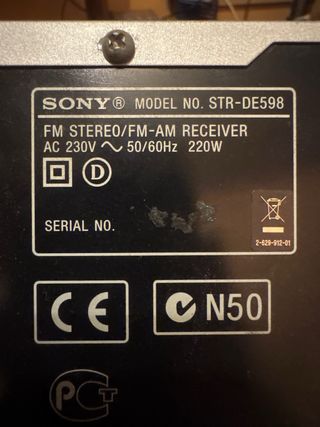 SONY® MODEL NO. STR-DE598
FM STEREO/FM-AM RECEIVER
AC 230V ~ 50/60Hz 220W
D
SERIAL NO.
2-629-912-01
CE
N50
PCT